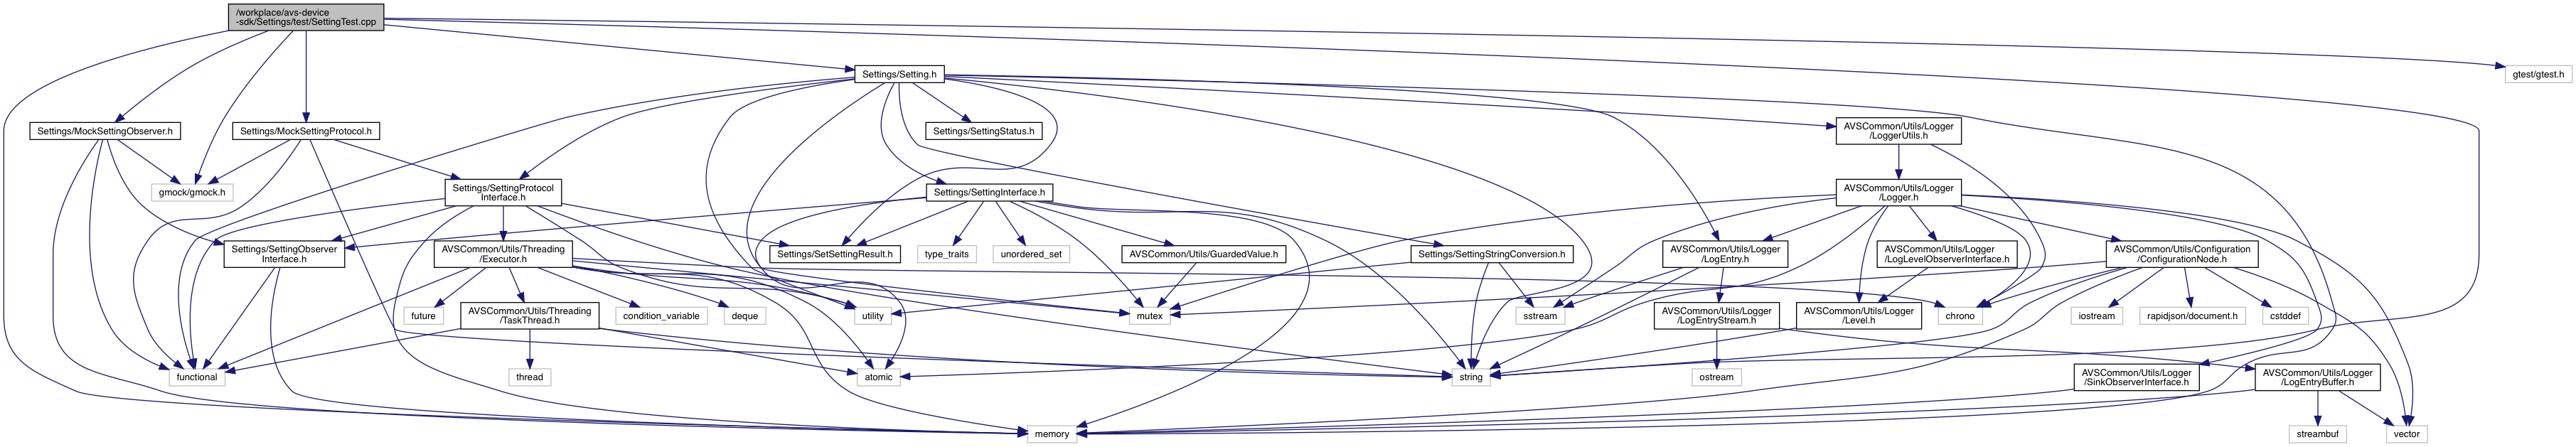 /workplace/avs-device
-sdk/Settings/test/SettingTest.cpp
Settings/Setting.h
gtest/gtest.h
Settings/MockSettingObserver.h
Settings/MockSettingProtocol.h
Settings/SettingStatus.h
AVSCommon/Utils/Logger
/LoggerUtils.h
gmock/gmock.h
Settings/SettingProtocol
Interface.h
Settings/SettingInterface.h
AVSCommon/Utils/Logger
/Logger.h
Settings/SettingObserver
Interface.h
AVSCommon/Utils/Threading
/Executor.h
Settings/SetSettingResult.h
type_traits
unordered_set
AVSCommon/Utils/GuardedValue.h
Settings/SettingStringConversion.h
AVSCommon/Utils/Logger
/LogEntry.h
AVSCommon/Utils/Logger
/LogLevelObserverInterface.h
AVSCommon/Utils/Configuration
/ConfigurationNode.h
future
AVSCommon/Utils/Threading
/TaskThread.h
condition_variable
deque
utility
mutex
sstream
AVSCommon/Utils/Logger
/LogEntryStream.h
AVSCommon/Utils/Logger
/Level.h
chrono
iostream
rapidjson/document.h
cstddef
functional
thread
atomic
string
ostream
AVSCommon/Utils/Logger
/SinkObserverInterface.h
AVSCommon/Utils/Logger
/LogEntryBuffer.h
memory
streambuf
vector